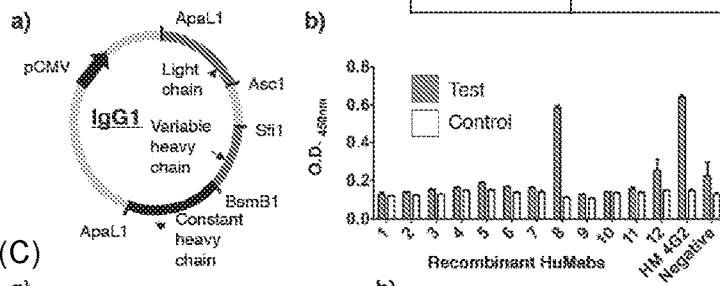 a)
ApaL1
pCMV
Light
chain
Asc1
IgG1
Variable
heavy
chain
Sfi1
BsmB1
ApaL1
Constant
heavy
chain
(C)
b)
Test
Control
O.D. 450nm
0.8
0.6
0.4
0.2
0.0
1 2 3 4 5 6 7 8 9 10 11 12 HM 4G2 Negative
Recombinant HuMabs